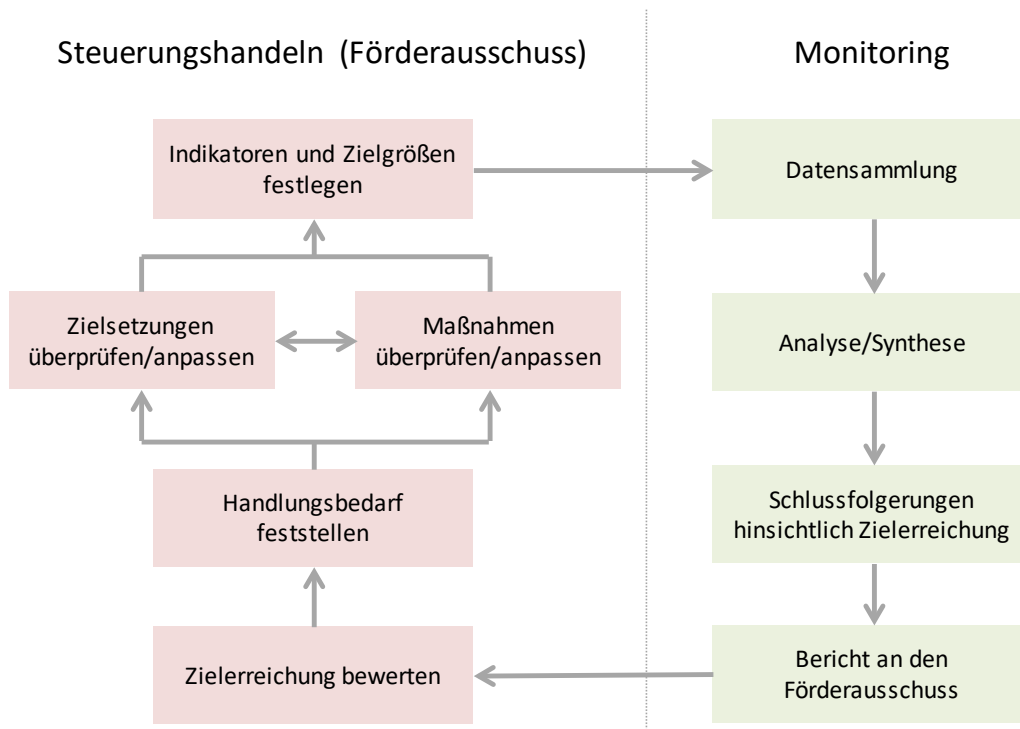 Steuerungshandeln (Förderausschuss)
Monitoring
Indikatoren und Zielgrößen
festlegen
Datensammlung
Zielsetzungen
überprüfen/anpassen
Maßnahmen
überprüfen/anpassen
Analyse/Synthese
Handlungsbedarf
feststellen
Schlussfolgerungen
hinsichtlich Zielerreichung
Zielerreichung bewerten
Bericht an den
Förderausschuss